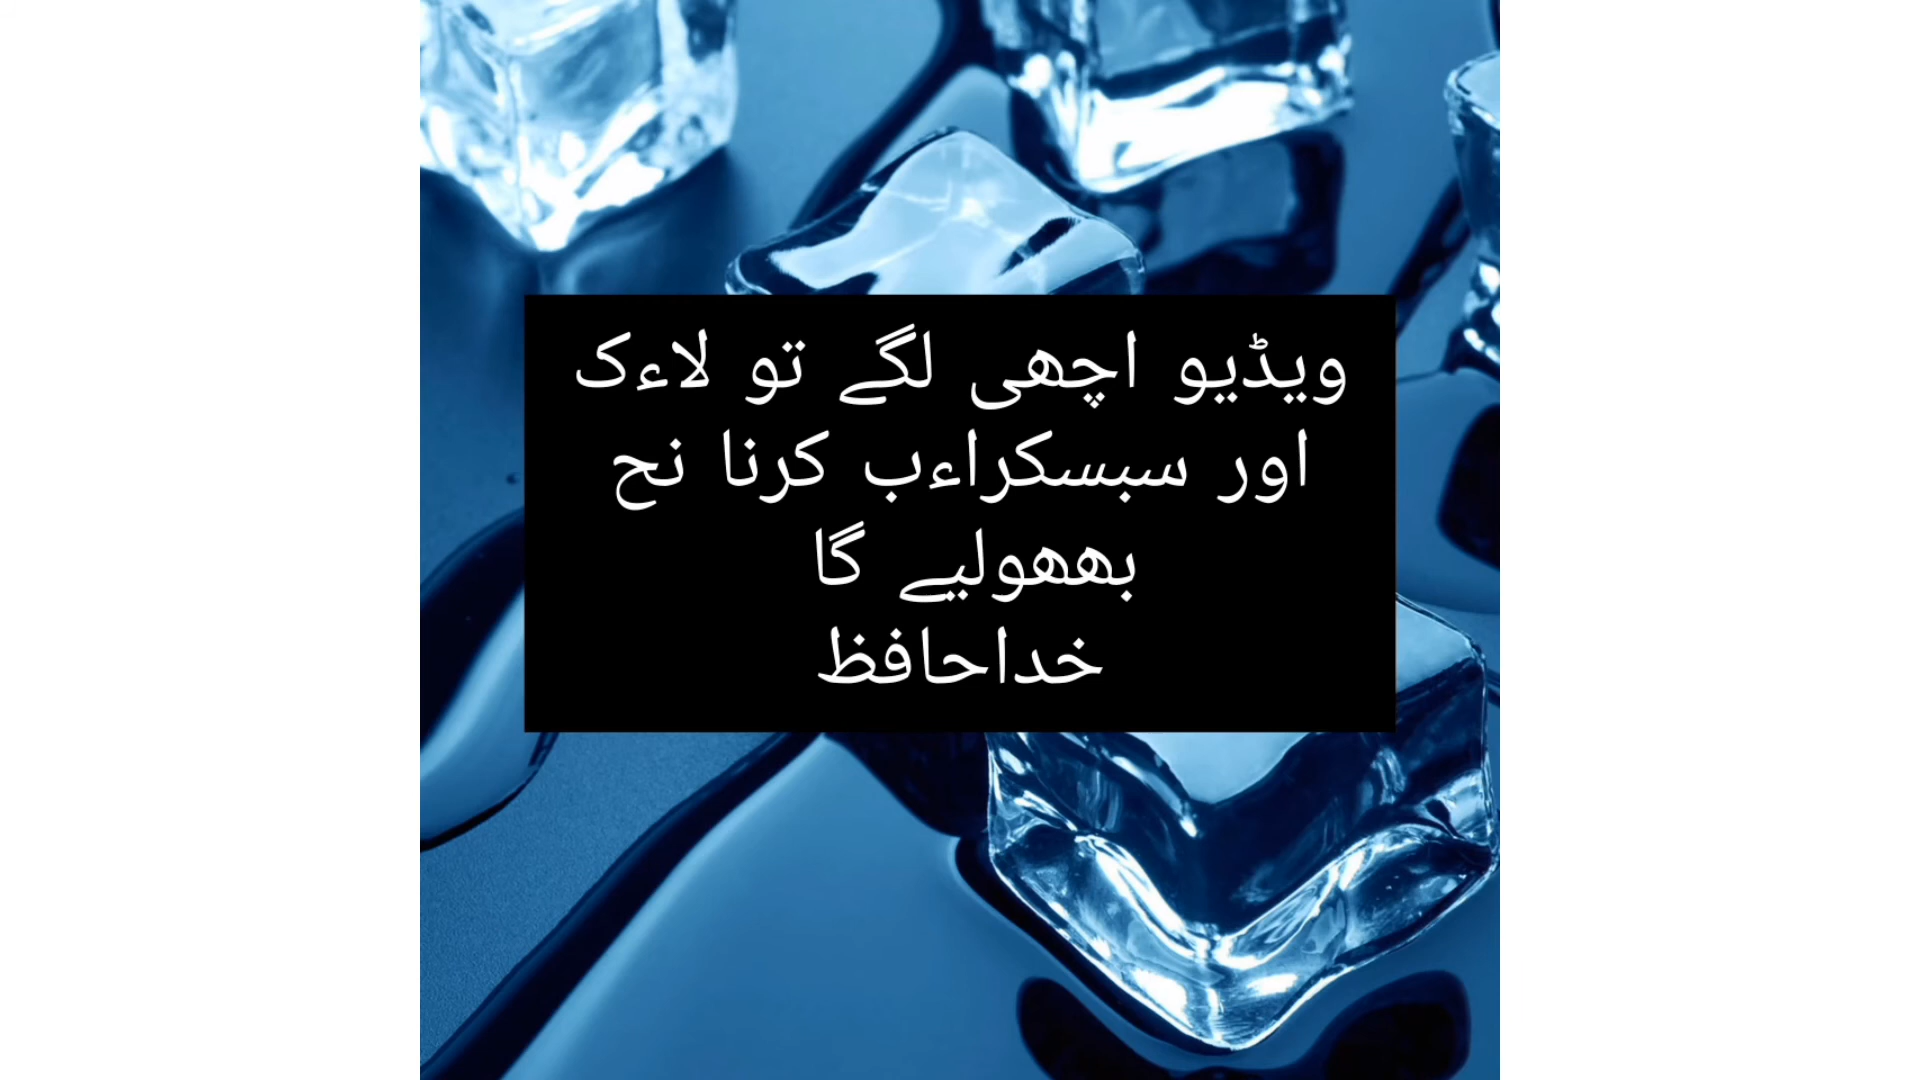 ویڈیو اچھی لگے تو لاءک
اور سبسکراءب کرنا نح
بھھولیے گا
خداحافظ